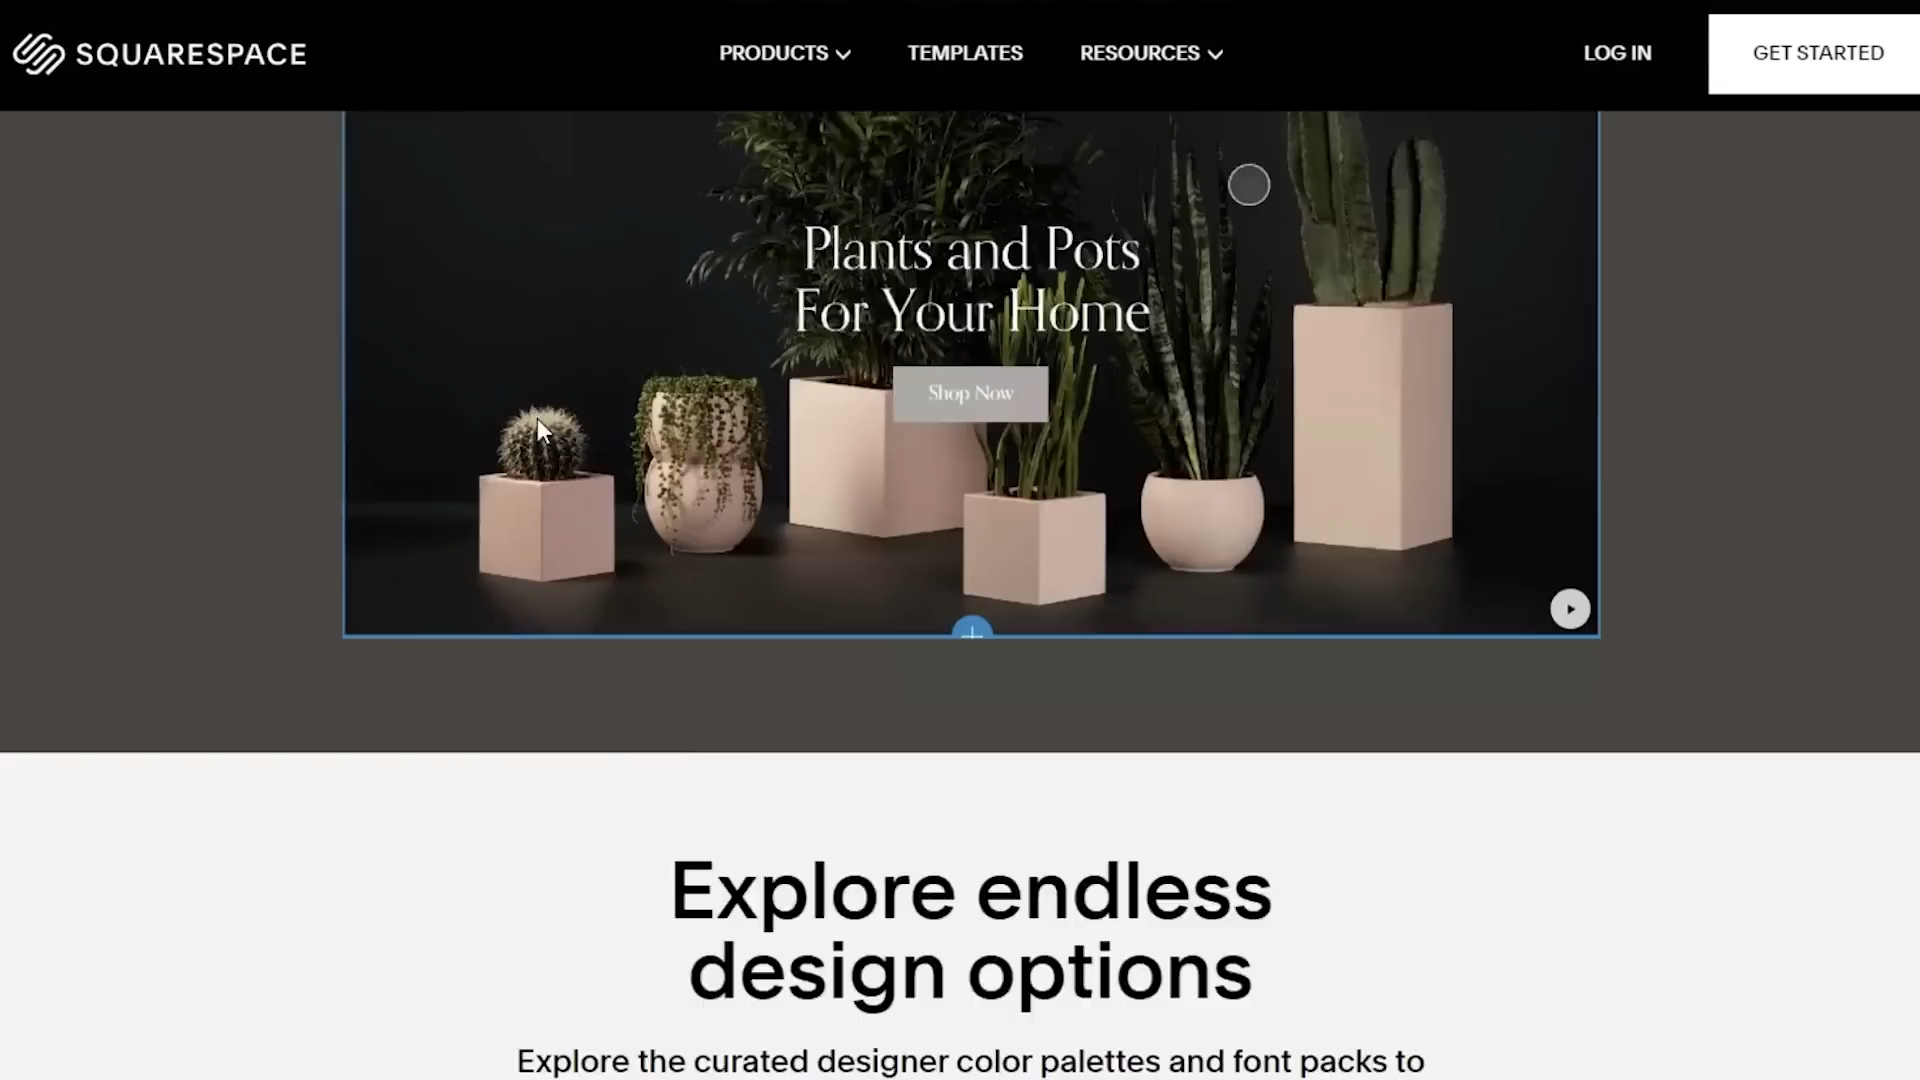 SQUARESPACE
PRODUCTS
TEMPLATES
RESOURCES
LOG IN
GET STARTED
Plants and Pots
For Your Home
Shop Now
Explore endless
design options
Explore the curated designer color palettes and font packs to